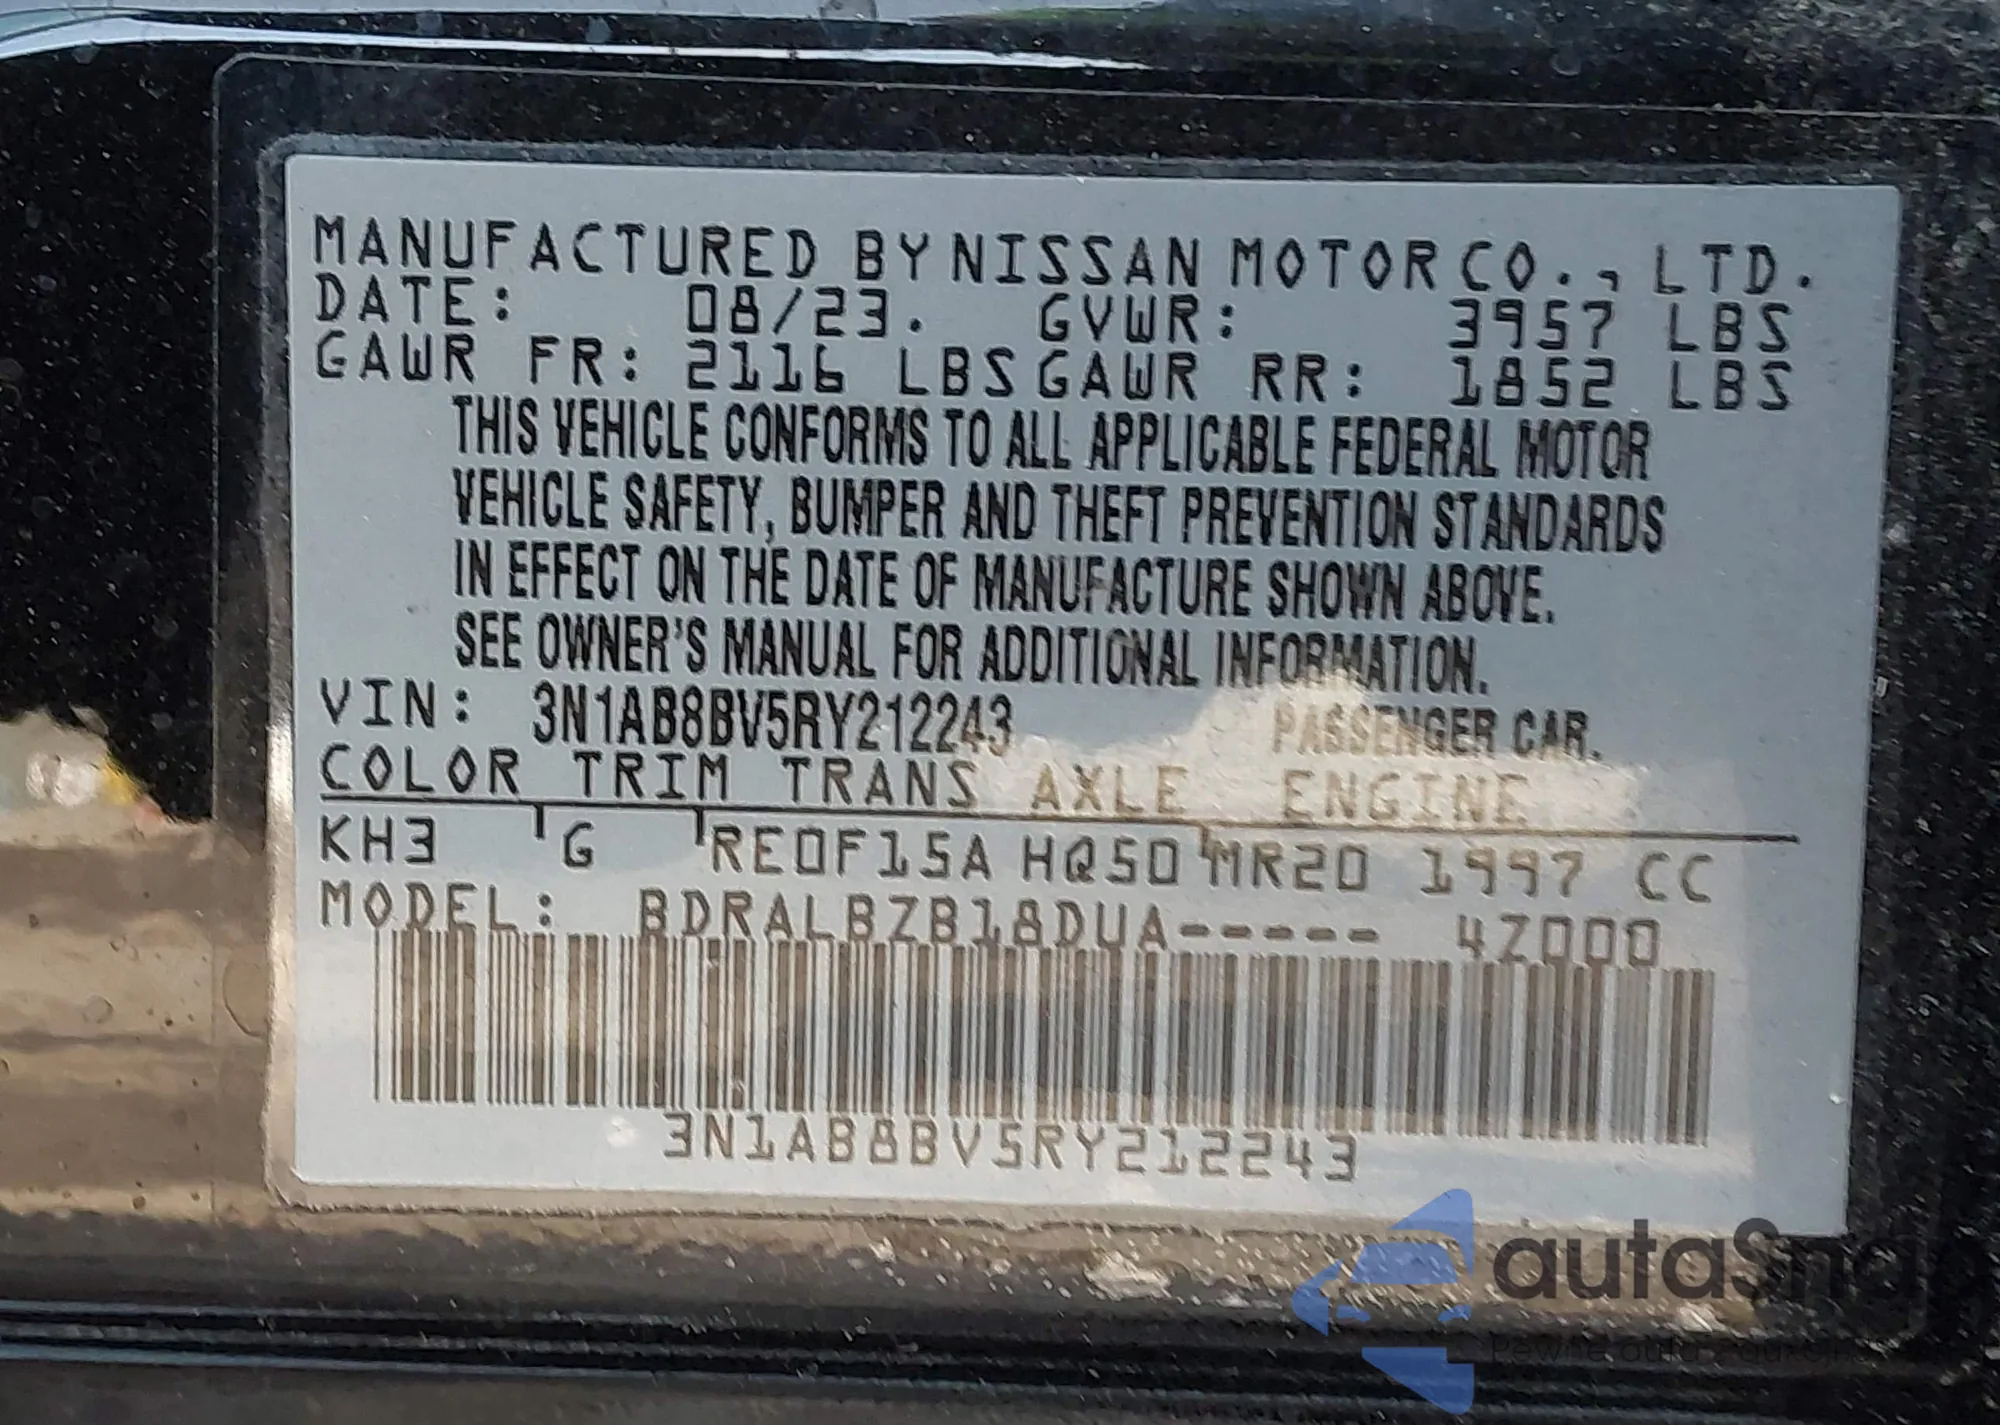 MANUFACTURED BY NISSAN MOTOR CO., LTD.
DATE: 08/23. GVWR: 3957 LBS
GAWR FR: 2116 LBS GAWR RR: 1852 LBS
THIS VEHICLE CONFORMS TO ALL APPLICABLE FEDERAL MOTOR
VEHICLE SAFETY, BUMPER AND THEFT PREVENTION STANDARDS
IN EFFECT ON THE DATE OF MANUFACTURE SHOWN ABOVE.
SEE OWNER'S MANUAL FOR ADDITIONAL INFORMATION.
VIN: 3N1AB8BV5RY212243 PASSENGER CAR.
COLOR TRIM TRANS AXLE ENGINE
KH3 G RE0F15A HQ50 MR20 1997 CC
MODEL: BDRALBZB18DUA----- 4Z000
3N1AB8BV5RY212243
autaSnag
Pewne auta z